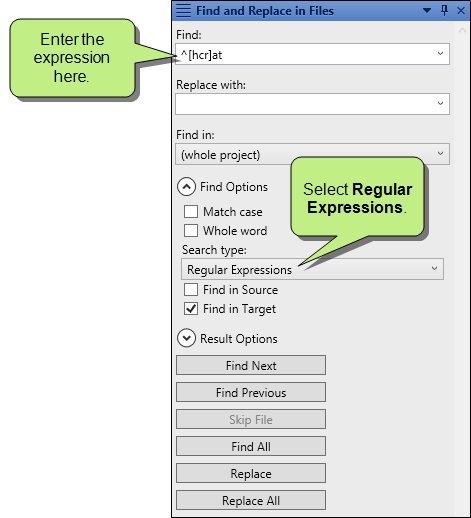 Find and Replace in Files
Enter the
expression
here.
Find:
^[hcr]at
Replace with:
Find in:
(whole project)
Find Options
Match case
Whole word
Select Regular
Expressions.
Search type:
Regular Expressions
Find in Source
Find in Target
Result Options
Find Next
Find Previous
Skip File
Find All
Replace
Replace All